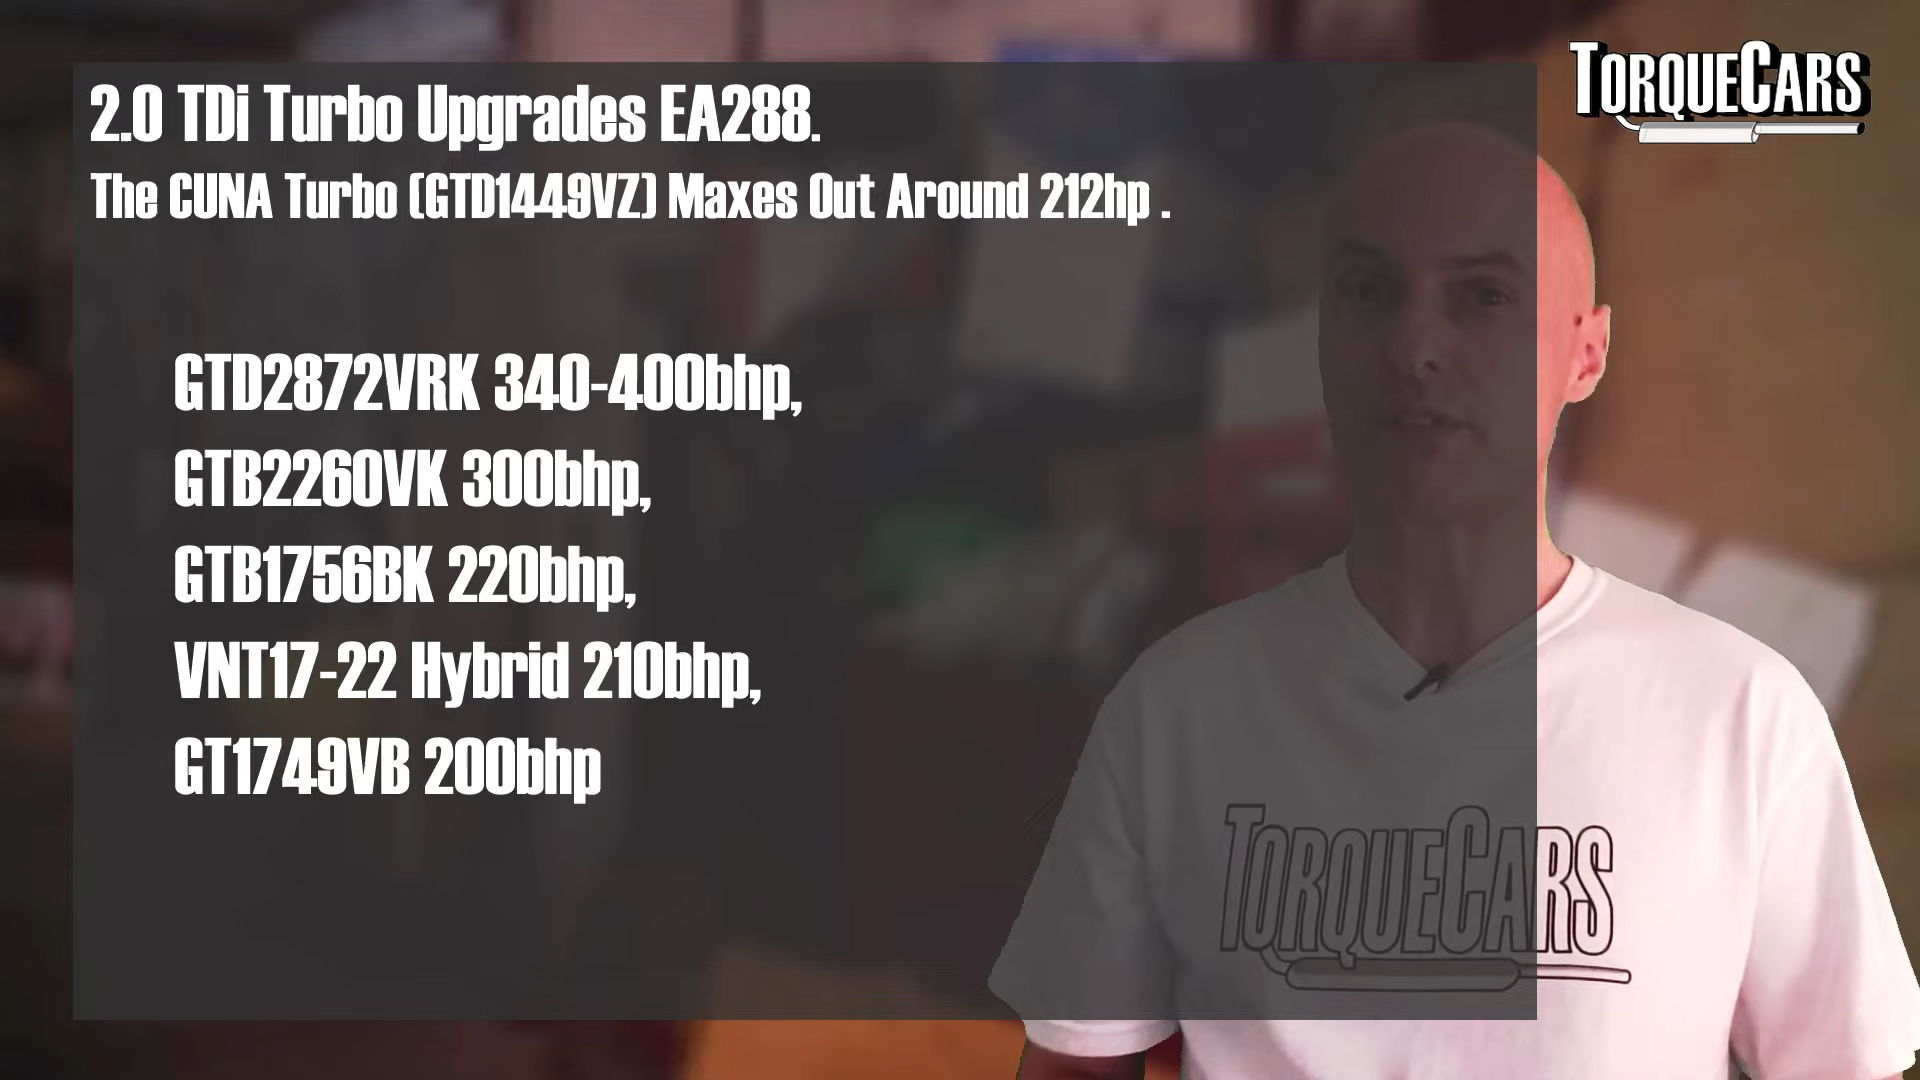 TORQUECARS
2.0 TDi Turbo Upgrades EA288.
The CUNA Turbo (GTD1449VZ) Maxes Out Around 212hp .
GTD2872VRK 340-400bhp,
GTB2260VK 300bhp,
GTB1756BK 220bhp,
VNT17-22 Hybrid 210bhp,
GT1749VB 200bhp
TORQUECARS